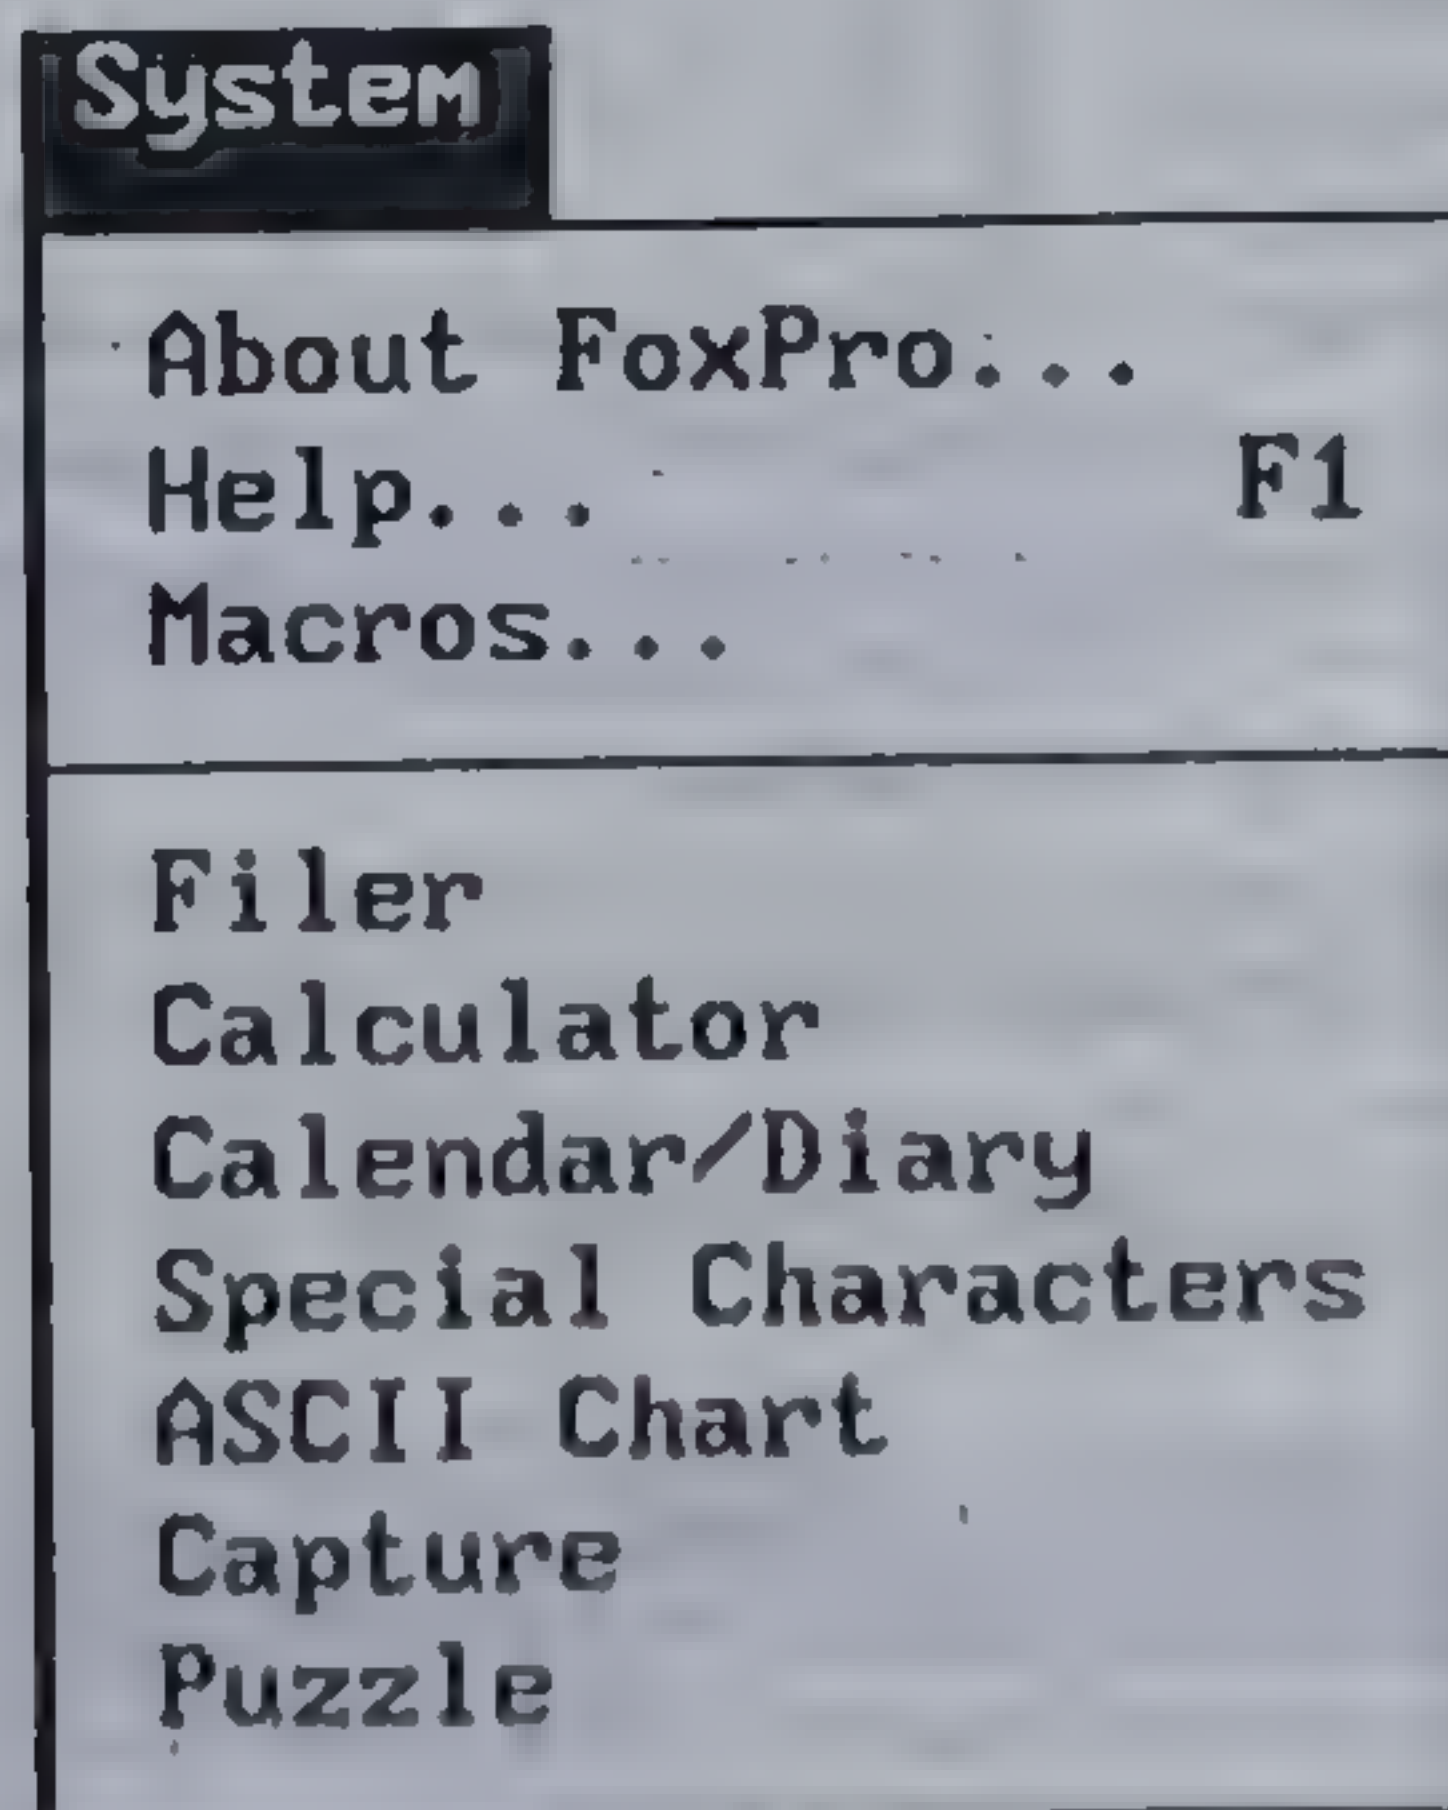 System
About FoxPro...
Help... F1
Macros...
Filer
Calculator
Calendar/Diary
Special Characters
ASCII Chart
Capture
Puzzle